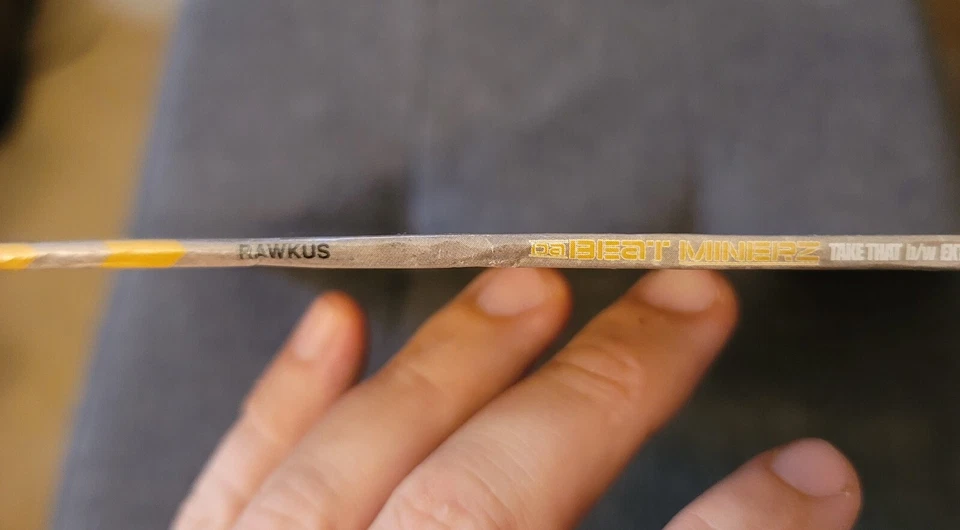 RAWKUS Da BEAT MINERZ TAKE THAT b/w